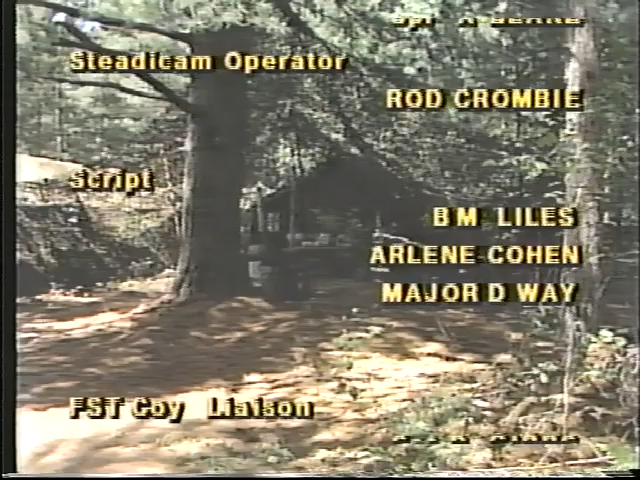 Steadicam Operator
ROD CROMBIE
Script
B M LILES
ARLENE COHEN
MAJOR D WAY
FST Coy Liaison